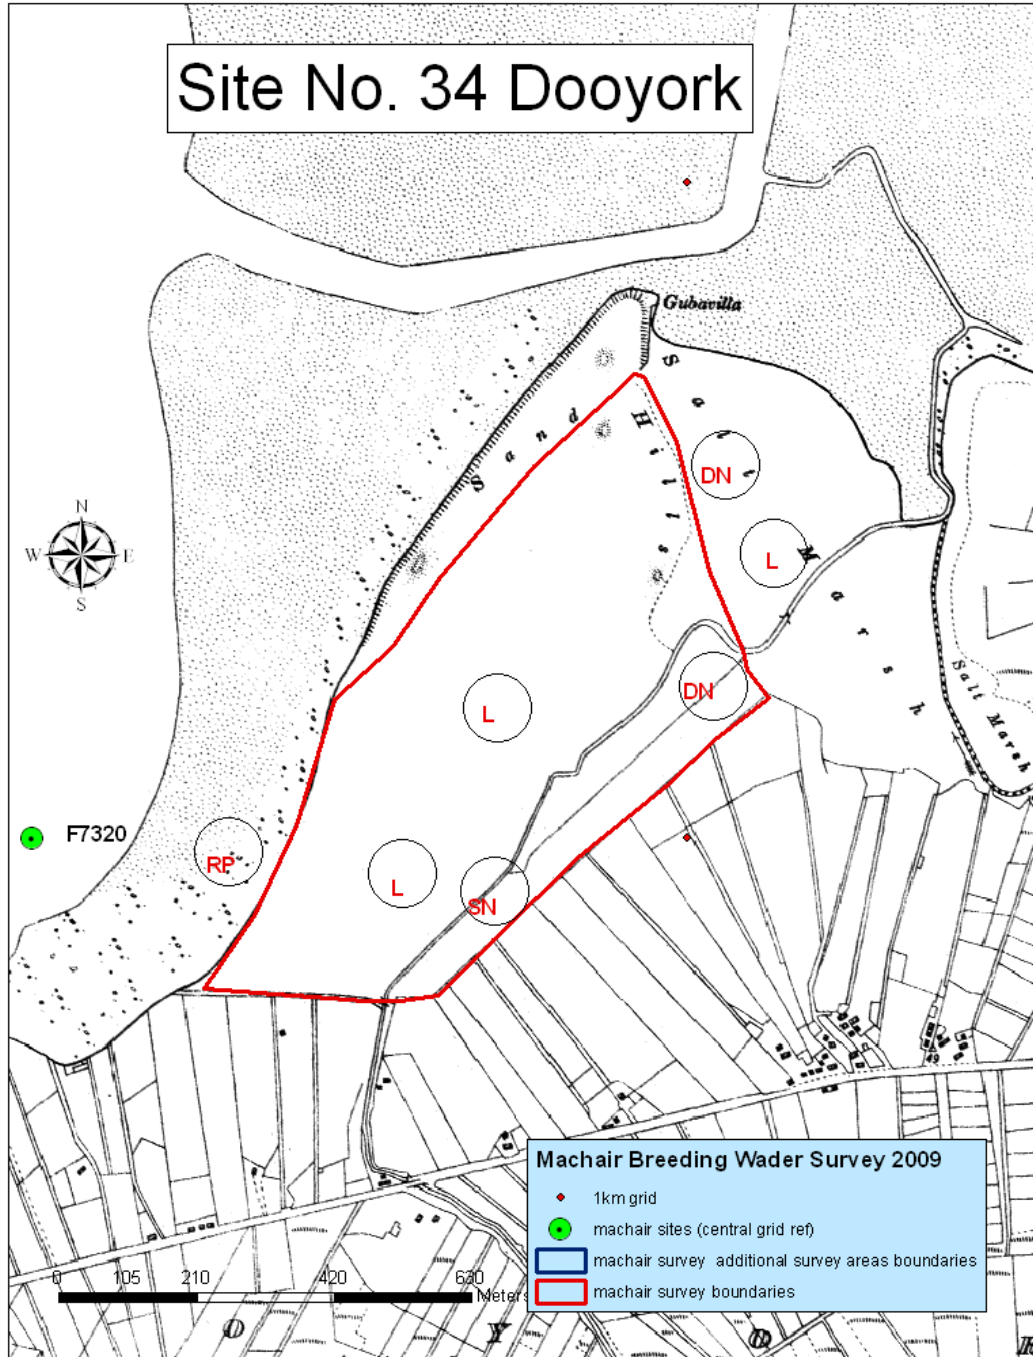 Site No. 34 Dooyork
Gubavilla
Sand Hills
Salt Marsh
DN
L
N
W E
S
DN
L
Salt Marsh
F7320
RP
L
SN
49
Machair Breeding Wader Survey 2009
1km grid
machair sites (central grid ref)
machair survey additional survey areas boundaries
machair survey boundaries
0 105 210 420 630
Meters
O Y O